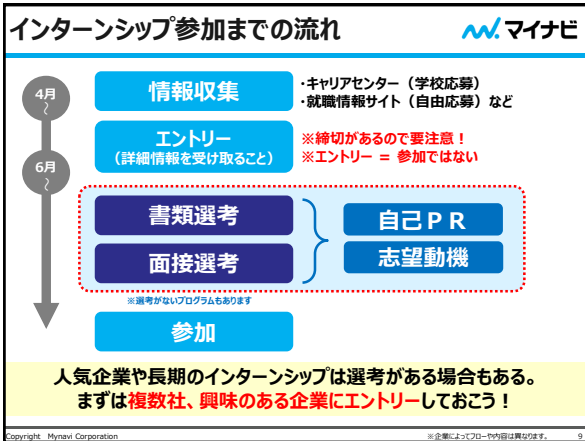 インターンシップ参加までの流れ
マイナビ
4月
~
情報収集
・キャリアセンター（学校応募）
・就職情報サイト（自由応募）など
エントリー
（詳細情報を受け取ること）
※締切があるので要注意！
※エントリー = 参加ではない
6月
~
書類選考
面接選考
自己ＰＲ
志望動機
※選考がないプログラムもあります
参加
人気企業や長期のインターンシップは選考がある場合もある。
まずは複数社、興味のある企業にエントリーしておこう！
Copyright Mynavi Corporation
※企業によってフローや内容は異なります。
9